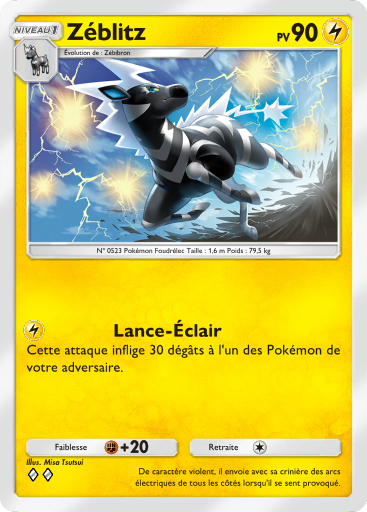 NIVEAU 1
Zéblitz
PV 90
Évolution de : Zébibron
N° 0523 Pokémon Foudrélec Taille : 1,6 m Poids : 79,5 kg
Lance-Éclair
Cette attaque inflige 30 dégâts à l'un des Pokémon de
votre adversaire.
Faiblesse +20 Retraite
Illus. Misa Tsutsui
De caractère violent, il envoie avec sa crinière des arcs
électriques de tous les côtés lorsqu'il se sent provoqué.